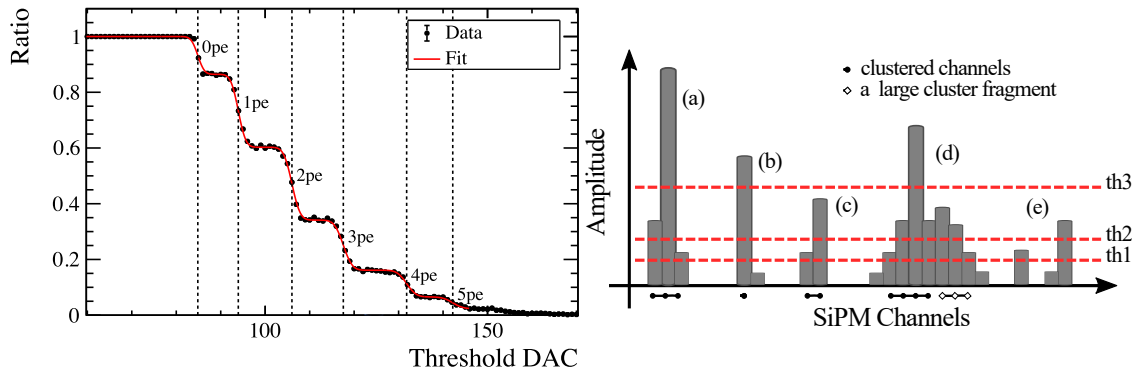 Ratio
1
0.8
0.6
0.4
0.2
0
0pe
1pe
2pe
3pe
4pe
5pe
Data
Fit
100
150
Threshold DAC
clustered channels
a large cluster fragment
Amplitude
(a)
(b)
(c)
(d)
(e)
th3
th2
th1
SiPM Channels